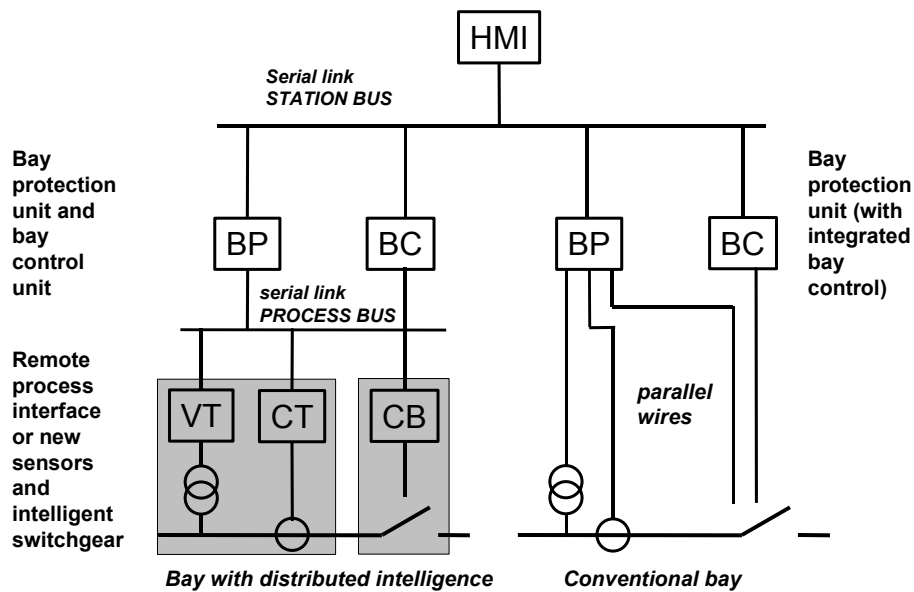 HMI
Serial link
STATION BUS
Bay
protection
unit and
bay
control
unit
BP
BC
BP
BC
Bay
protection
unit (with
integrated
bay
control)
serial link
PROCESS BUS
Remote
process
interface
or new
sensors
and
intelligent
switchgear
VT
CT
CB
parallel
wires
Bay with distributed intelligence
Conventional bay